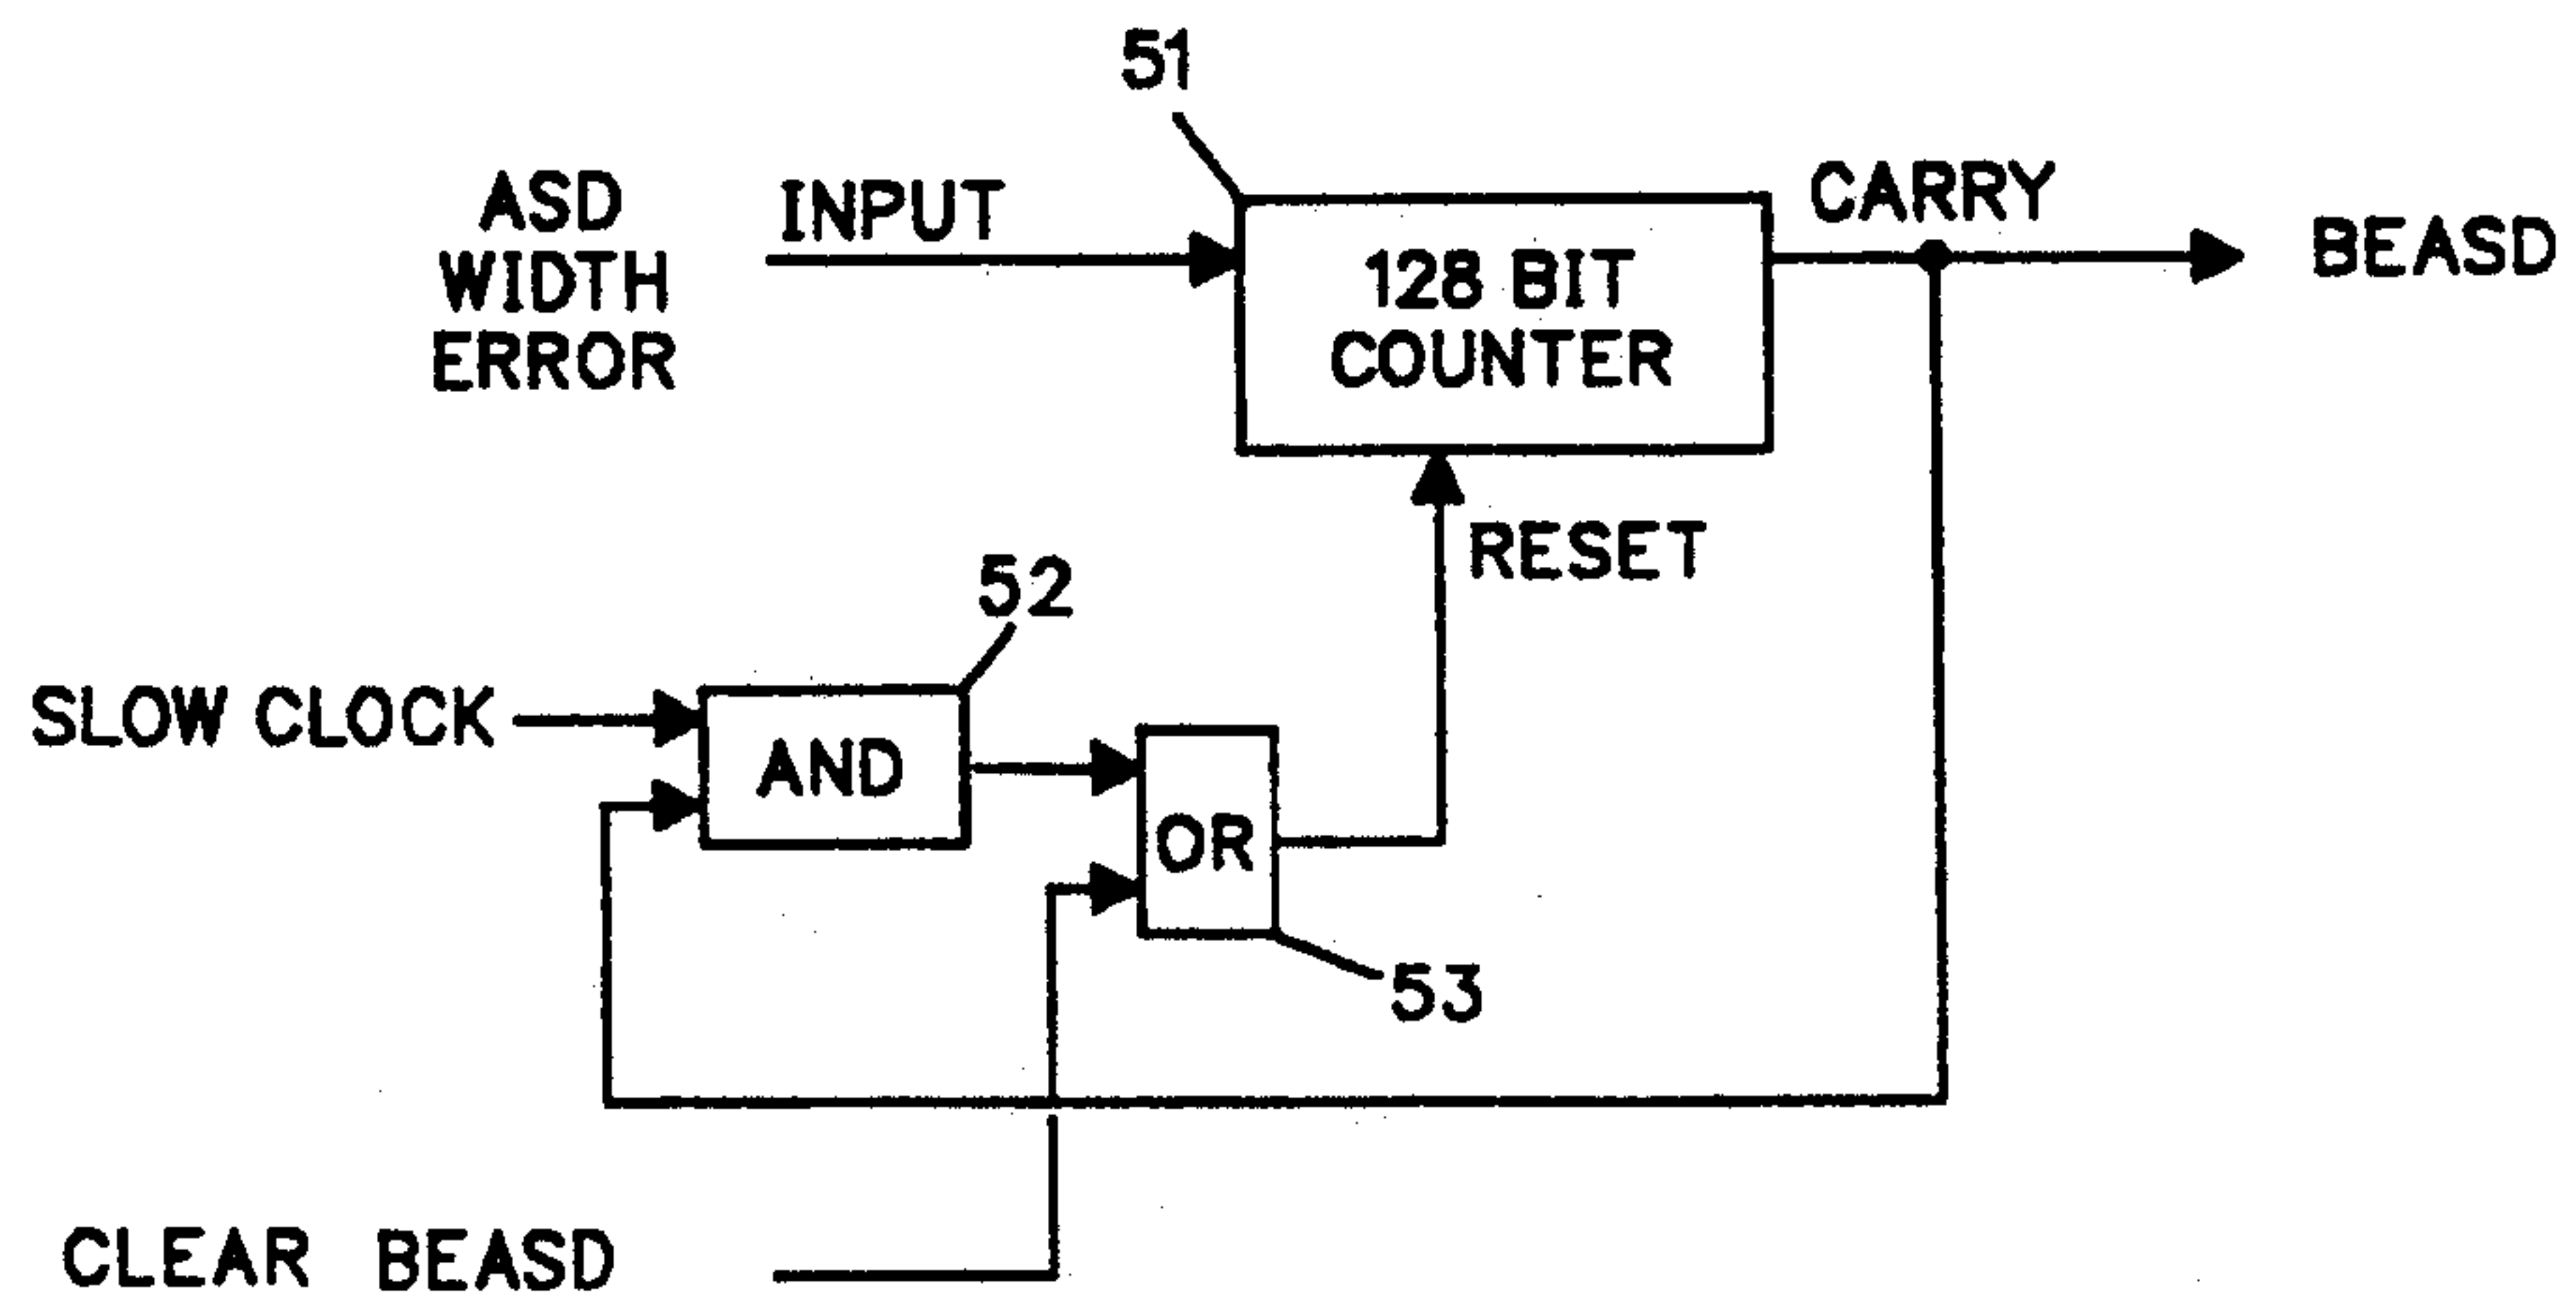 51
ASD
WIDTH
ERROR
INPUT
128 BIT
COUNTER
CARRY
BEASD
RESET
52
SLOW CLOCK
AND
OR
53
CLEAR BEASD